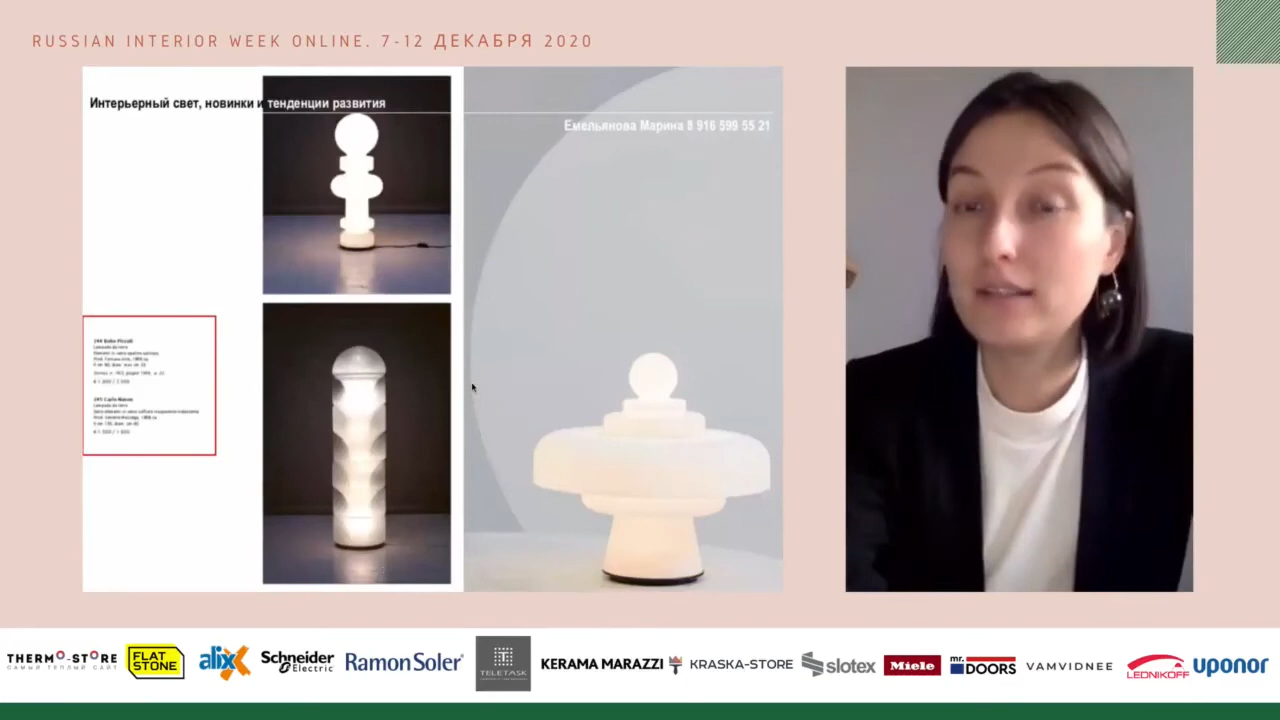 RUSSIAN INTERIOR WEEK ONLINE. 7-12 ДЕКАБРЯ 2020
Интерьерный свет, новинки и тенденции развития
Емельянова Марина 8 916 599 55 21
THERMO-STORE
САМЫЙ ТЕПЛЫЙ САЙТ
FLAT
STONE
alix
Schneider
Electric
RamonSoler
TELETASK
KERAMA MARAZZI
KRASKA-STORE
slotex
Miele
mr.
DOORS
VAMVIDNEE
LEDNIKOFF
uponor